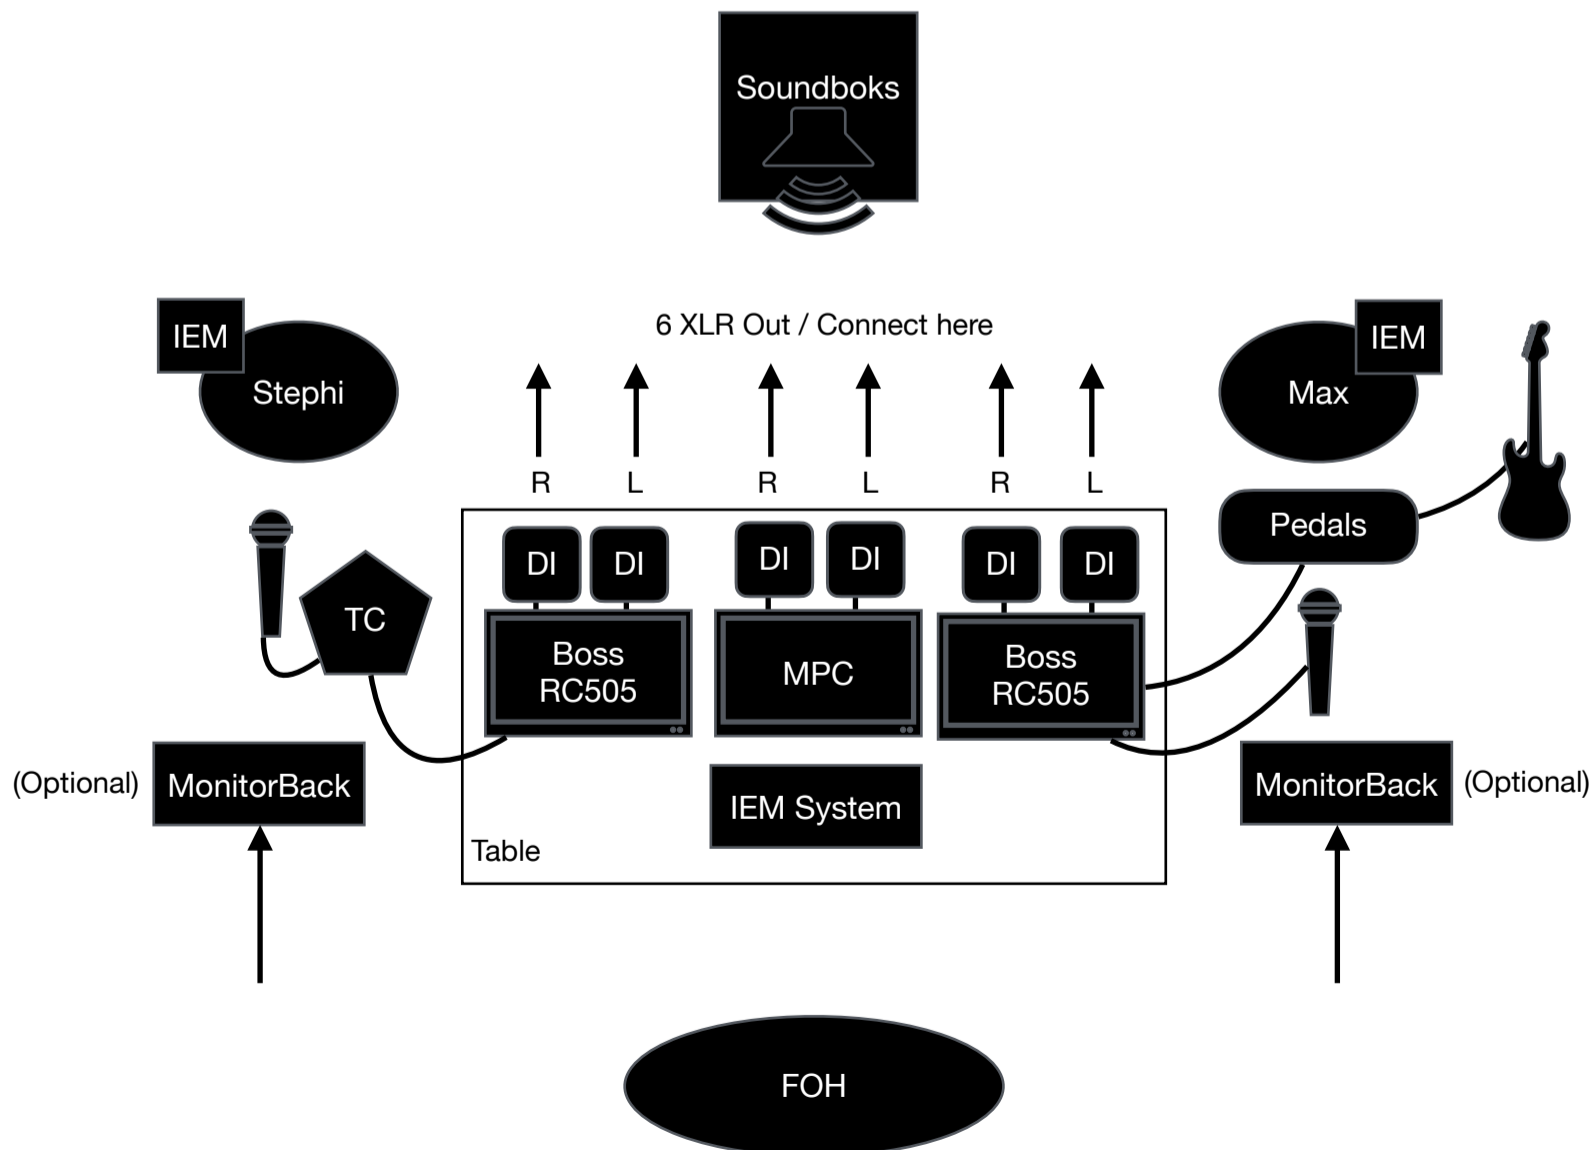 Soundboks
6 XLR Out / Connect here
IEM
Stephi
IEM
Max
R
L
R
L
R
L
DI
DI
DI
DI
DI
DI
Pedals
TC
Boss
RC505
MPC
Boss
RC505
(Optional)
MonitorBack
IEM System
MonitorBack
(Optional)
Table
FOH